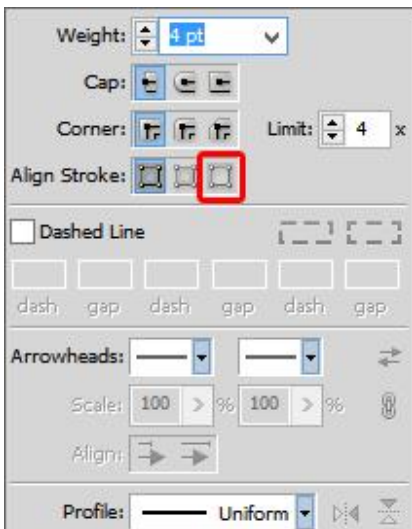 Weight: 4 pt
Cap:
Corner: Limit: 4 x
Align Stroke:
Dashed Line
dash gap dash gap dash gap
Arrowheads:
Scale: 100 % 100 %
Align:
Profile: Uniform